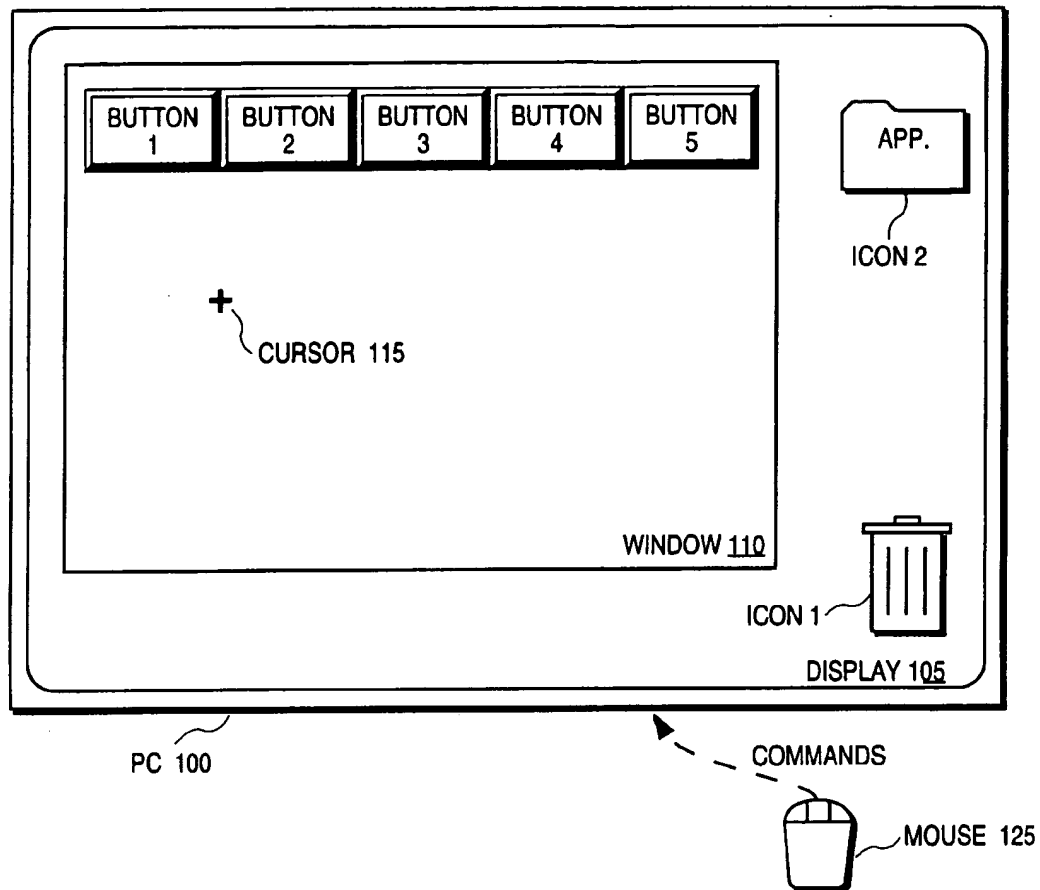 BUTTON 1
BUTTON 2
BUTTON 3
BUTTON 4
BUTTON 5
APP.
ICON 2
CURSOR 115
WINDOW 110
ICON 1
DISPLAY 105
PC 100
COMMANDS
MOUSE 125